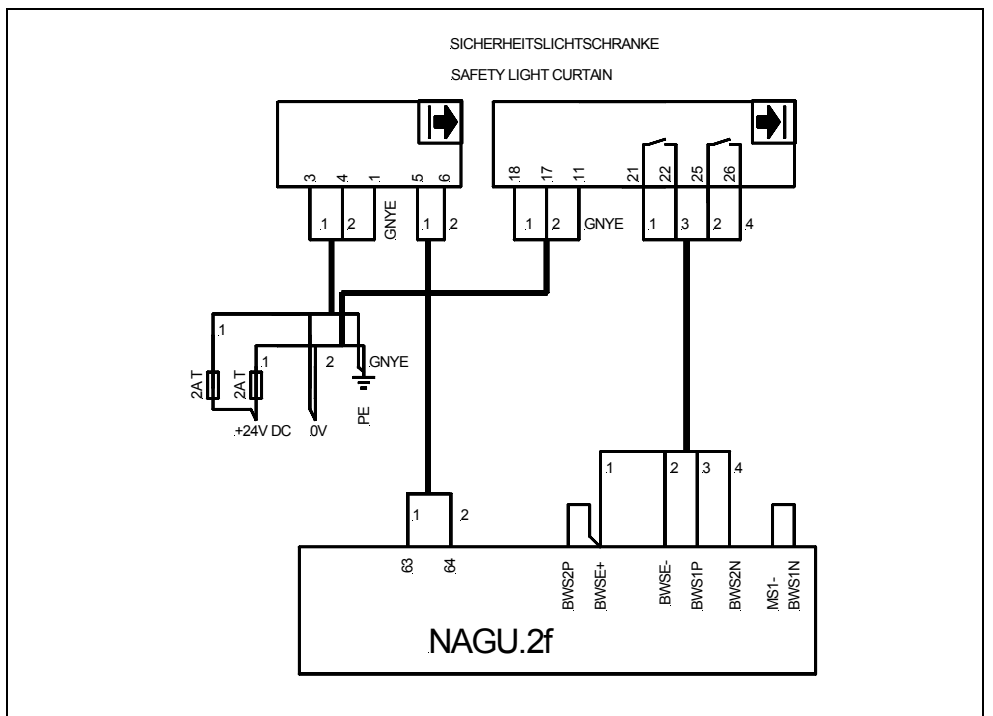 SICHERHEITSLICHTSCHRANKE
SAFETY LIGHT CURTAIN
3 4 1 5 6
18 17 11 21 22 25 26
.1 .2 GNYE .1 .2
.1 .2 GNYE .1 .3 .2 .4
.1
.1 2 GNYE
2A T 2A T
+24V DC 0V PE
.1 .2 .3 .4
.1 .2
63 64 BWS2P BWSE+ BWSE- BWS1P BWS2N MS1- BWS1N
NAGU.2f